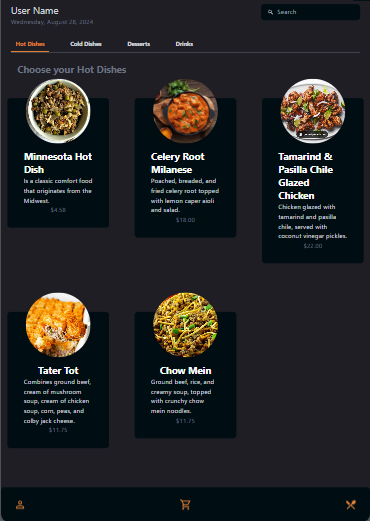 User Name
Wednesday, August 28, 2024
Search
Hot Dishes
Cold Dishes
Desserts
Drinks
Choose your Hot Dishes
Minnesota Hot
Dish
Is a classic comfort food
that originates from the
Midwest.
$4.58
Celery Root
Milanese
Poached, breaded, and
fried celery root topped
with lemon caper aioli
and salad.
$18.00
Tamarind &
Pasilla Chile
Glazed
Chicken
Chicken glazed with
tamarind and pasilla
chile, served with
coconut vinegar pickles.
$22.00
Tater Tot
Combines ground beef,
cream of mushroom
soup, cream of chicken
soup, corn, peas, and
colby jack cheese.
$11.75
Chow Mein
Ground beef, rice, and
creamy soup, topped
with crunchy chow
mein noodles.
$11.75